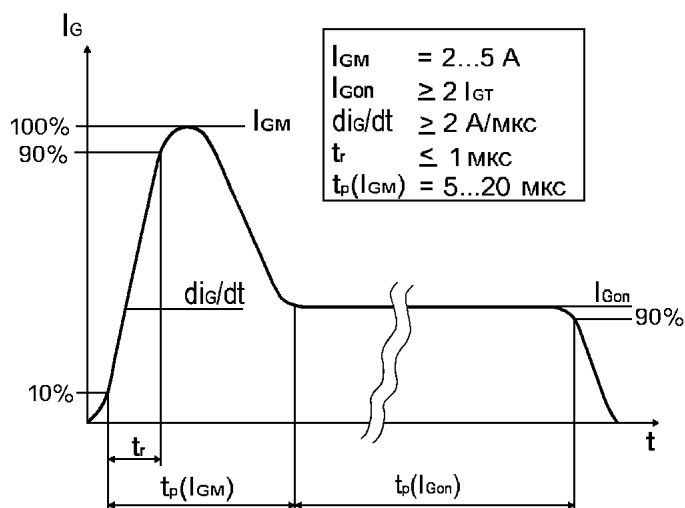 IG
IGM = 2...5 A
IGon ≥ 2 IGT
diG/dt ≥ 2 A/мкс
tr ≤ 1 мкс
tp(IGM) = 5...20 мкс
100%
IGM
90%
diG/dt
IGon
90%
10%
t
tr
tp(IGM)
tp(IGon)